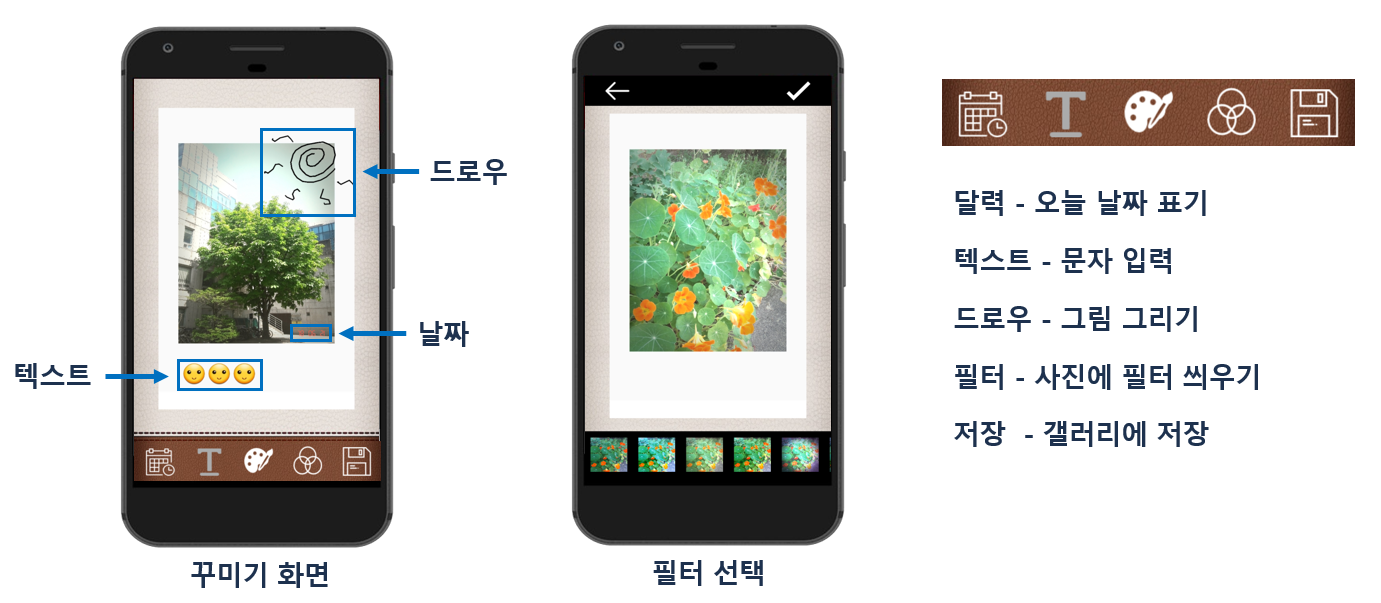 드로우
날짜
텍스트
꾸미기 화면
필터 선택
T
T
달력 - 오늘 날짜 표기
텍스트 - 문자 입력
드로우 - 그림 그리기
필터 - 사진에 필터 씌우기
저장 - 갤러리에 저장